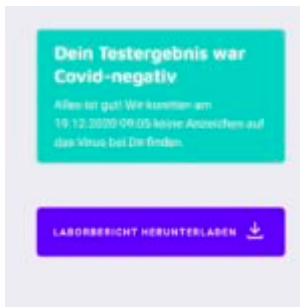 Dein Testergebnis war
Covid-negativ
Alles ist gut! Wir konnten am
19.12.2020 09:05 keine Anzeichen auf
das Virus bei Dir finden.
LABORBERICHT HERUNTERLADEN